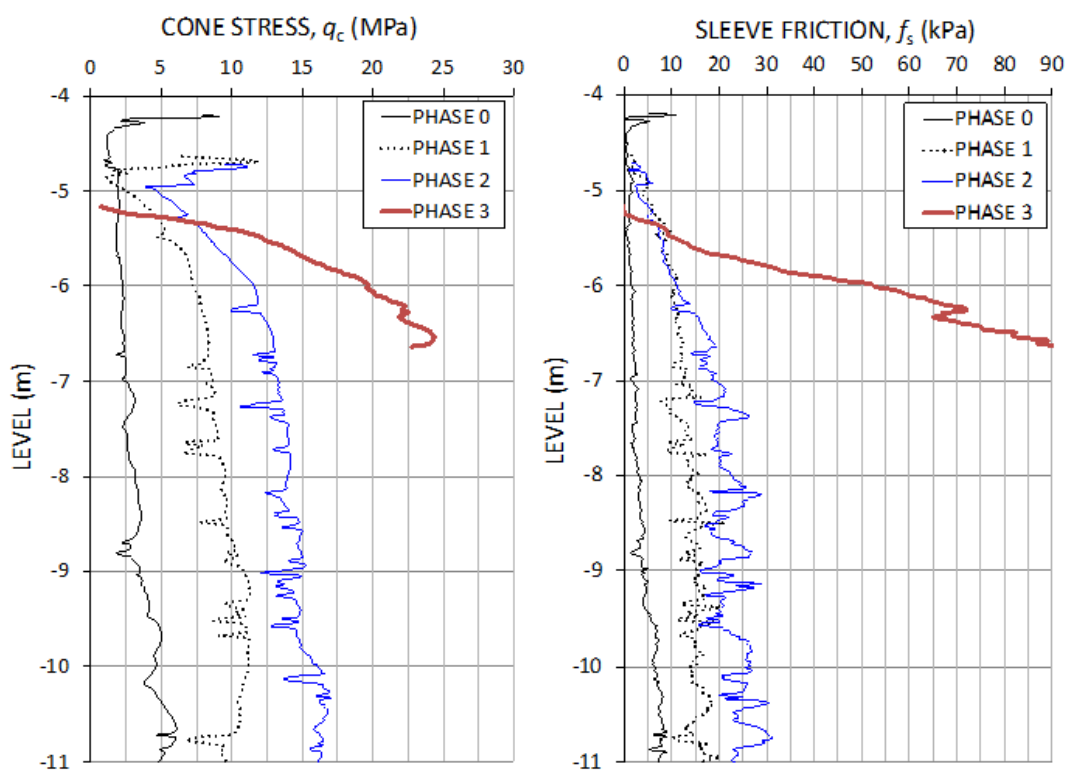 CONE STRESS, qc (MPa)
0 5 10 15 20 25 30
-4
-5
-6
-7
-8
-9
-10
-11
LEVEL (m)
PHASE 0
PHASE 1
PHASE 2
PHASE 3
SLEEVE FRICTION, fs (kPa)
0 10 20 30 40 50 60 70 80 90
-4
-5
-6
-7
-8
-9
-10
-11
LEVEL (m)
PHASE 0
PHASE 1
PHASE 2
PHASE 3